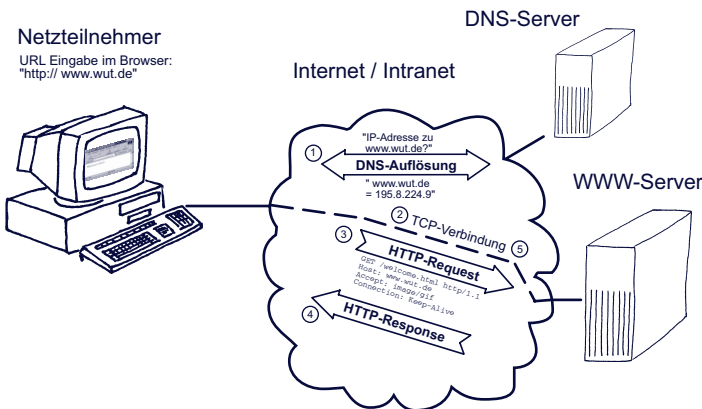 DNS-Server
Netzteilnehmer
URL Eingabe im Browser:
"http:// www.wut.de"
Internet / Intranet
"IP-Adresse zu
www.wut.de?"
1
DNS-Auflösung
" www.wut.de
= 195.8.224.9"
WWW-Server
2 TCP-Verbindung 5
3
HTTP-Request
GET /welcome.html http/1.1
Host: www.wut.de
Accept: image/gif
Connection: Keep-Alive
4
HTTP-Response